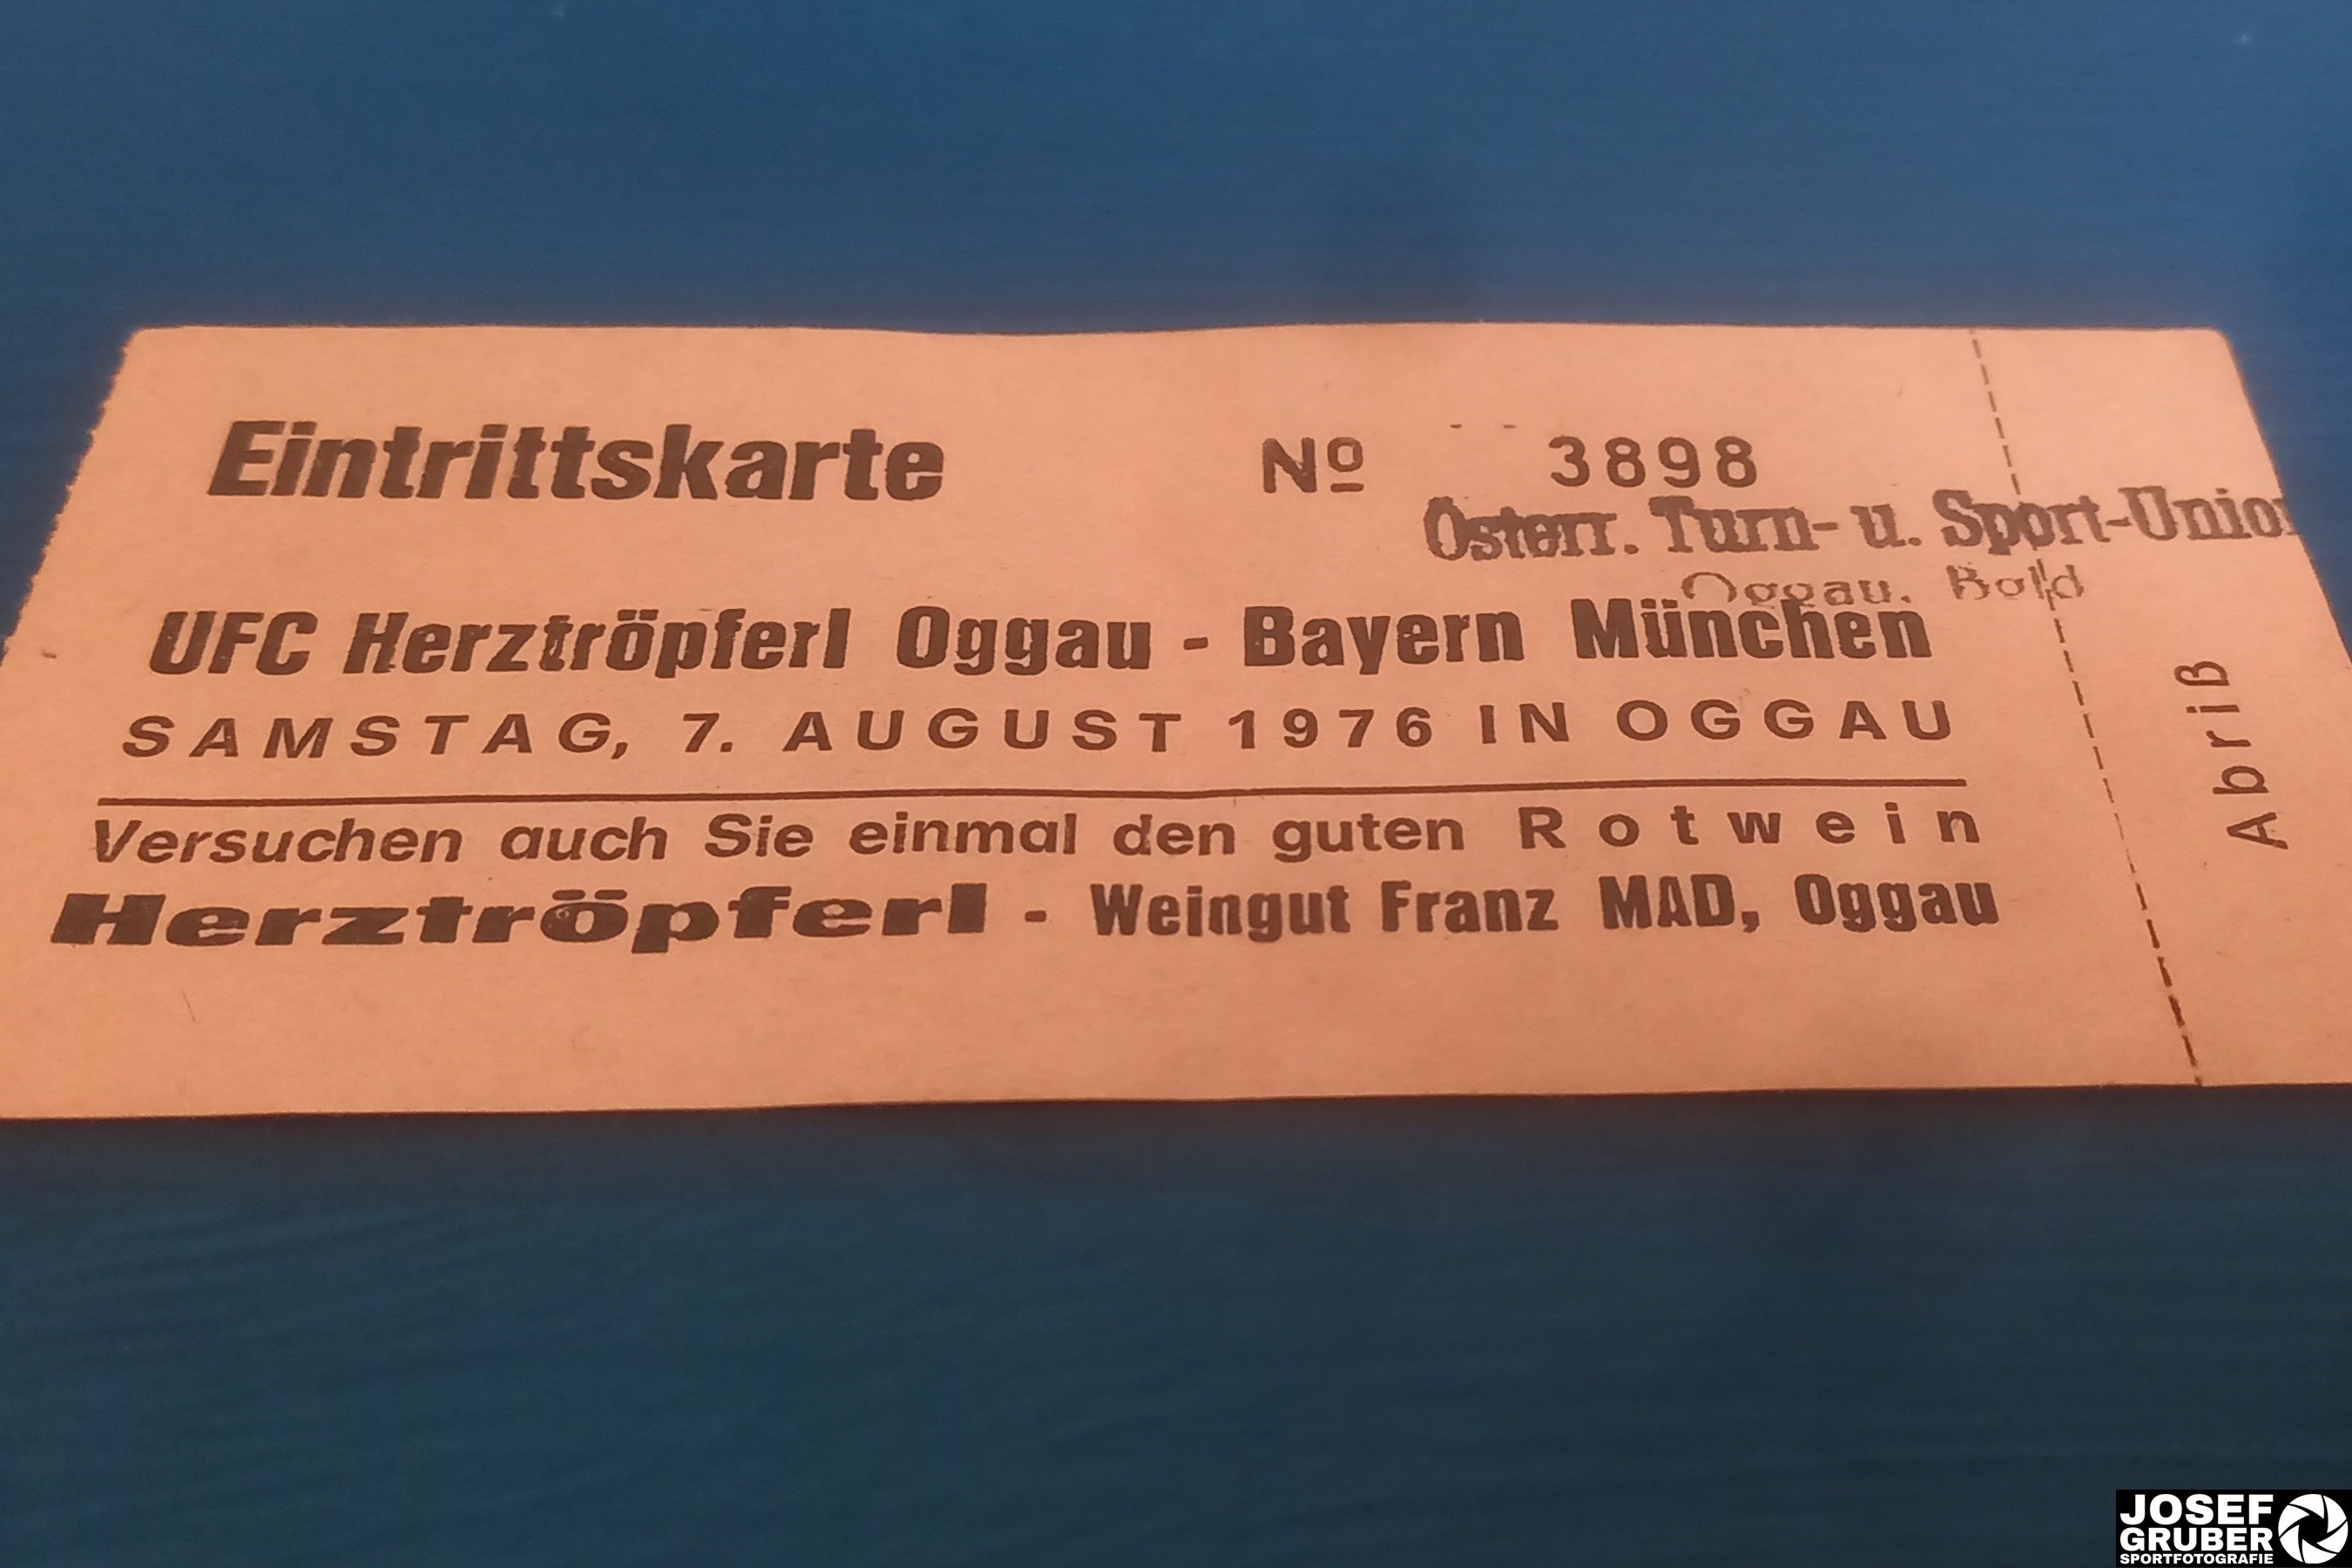 Eintrittskarte Nº 3898
Österr. Turn- u. Sport-Union
Oggau, Bgld
UFC Herztröpferl Oggau - Bayern München
SAMSTAG, 7. AUGUST 1976 IN OGGAU
Versuchen auch Sie einmal den guten Rotwein
Herztröpferl - Weingut Franz MAD, Oggau
Abriß
JOSEF
GRUBER
SPORTFOTOGRAFIE